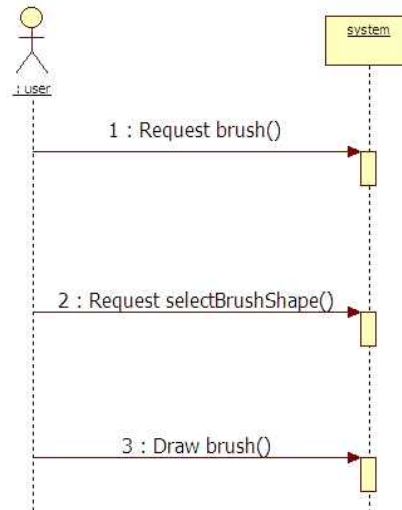 system
: user
1 : Request brush()
2 : Request selectBrushShape()
3 : Draw brush()